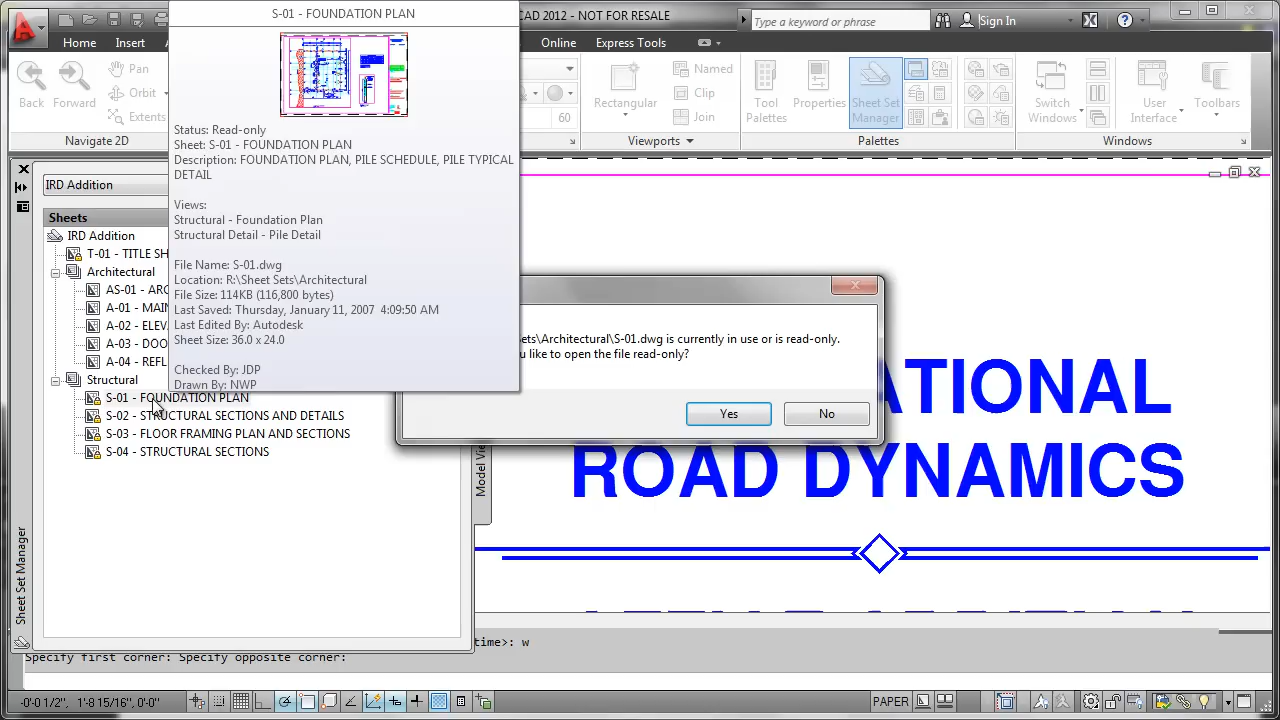 S-01 - FOUNDATION PLAN
CAD 2012 - NOT FOR RESALE
Type a keyword or phrase
Sign In
Home
Insert
Online
Express Tools
Back
Forward
Pan
Orbit
Extents
Navigate 2D
60
Rectangular
Named
Clip
Join
Viewports
Tool Palettes
Properties
Sheet Set Manager
Palettes
Switch Windows
User Interface
Toolbars
Windows
Status: Read-only
Sheet: S-01 - FOUNDATION PLAN
Description: FOUNDATION PLAN, PILE SCHEDULE, PILE TYPICAL
DETAIL
Views:
Structural - Foundation Plan
Structural Detail - Pile Detail
File Name: S-01.dwg
Location: R:\Sheet Sets\Architectural
File Size: 114KB (116,800 bytes)
Last Saved: Thursday, January 11, 2007 4:09:50 AM
Last Edited By: Autodesk
Sheet Size: 36.0 x 24.0
Checked By: JDP
Drawn By: NWP
IRD Addition
Sheets
IRD Addition
T-01 - TITLE SH
Architectural
AS-01 - ARC
A-01 - MAIN
A-02 - ELEV
A-03 - DOO
A-04 - REFL
Structural
S-01 - FOUNDATION PLAN
S-02 - STRUCTURAL SECTIONS AND DETAILS
S-03 - FLOOR FRAMING PLAN AND SECTIONS
S-04 - STRUCTURAL SECTIONS
Sheet Set Manager
Model Vie
ets\Architectural\S-01.dwg is currently in use or is read-only.
u like to open the file read-only?
Yes
No
ATIONAL
ROAD DYNAMICS
time>: w
Specify first corner: Specify opposite corner:
-0'-0 1/2", 1'-8 15/16", 0'-0"
PAPER